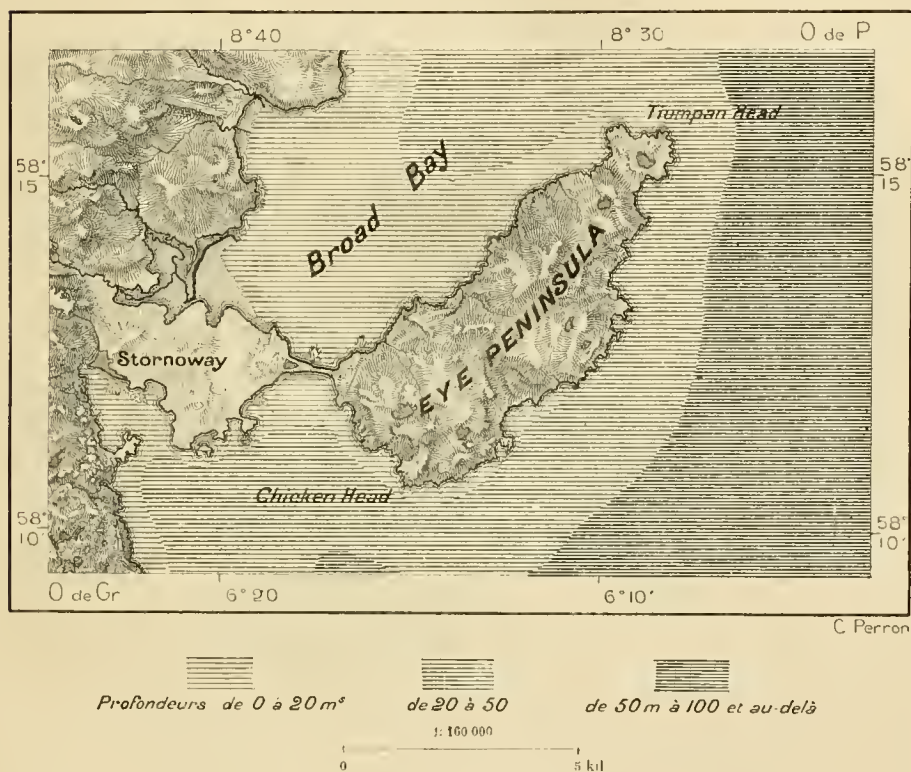 8° 40 8° 30 O de P
Tiumpan Head
58° 15' 58° 15'
Broad Bay
EYE PENINSULA
Stornoway
Chicken Head
58° 10' 58° 10'
O de Gr 6° 20 6° 10'
C. Perron
Profondeurs de 0 à 20 mˢ de 20 à 50 de 50 m à 100 et au-delà
1: 160 000
0 5 kil